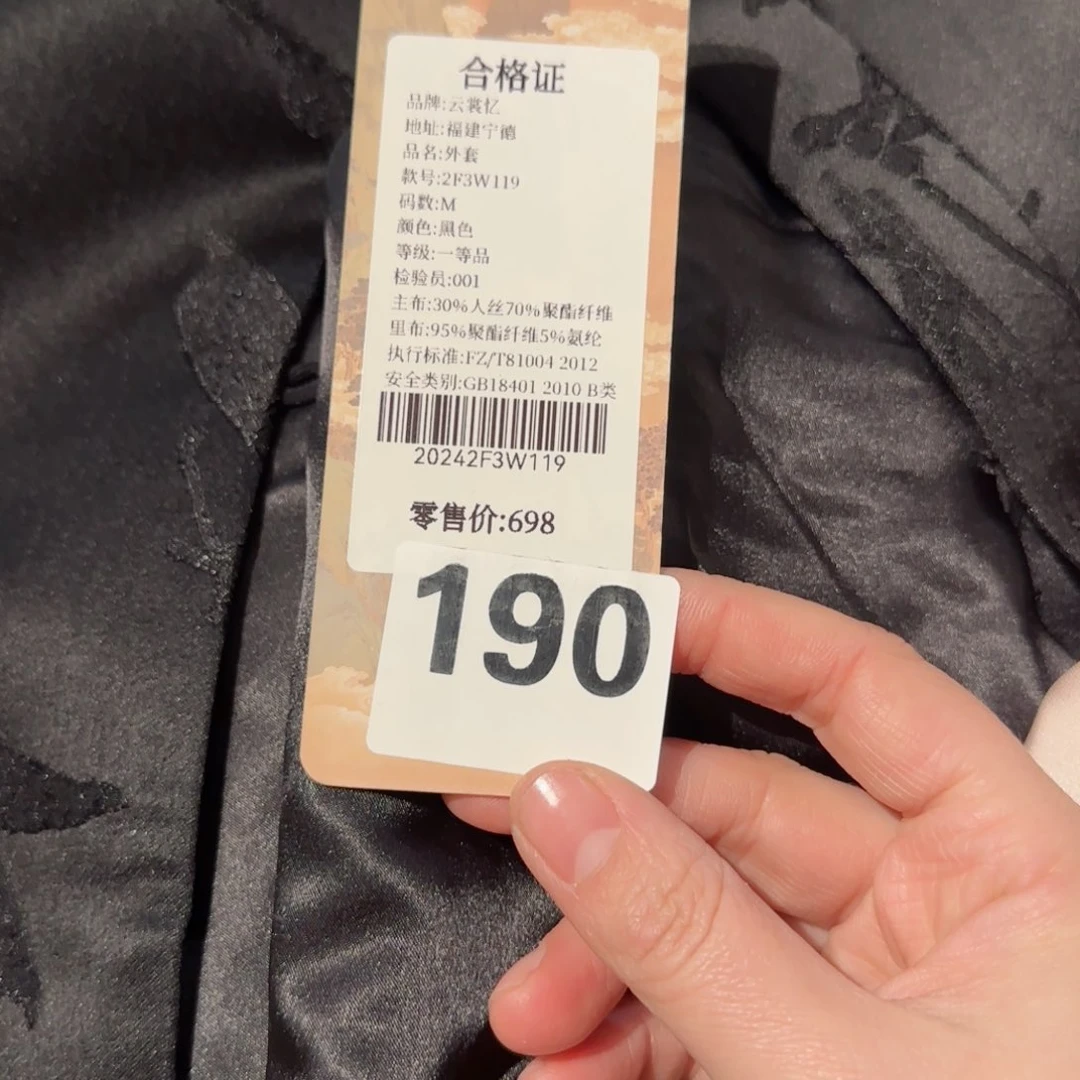 合格证
品牌:云裳忆
地址:福建宁德
品名:外套
款号:2F3W119
码数:M
颜色:黑色
等级:一等品
检验员:001
主布:30%人丝70%聚酯纤维
里布:95%聚酯纤维5%氨纶
执行标准:FZ/T81004 2012
安全类别:GB18401 2010 B类
20242F3W119
零售价:698
190